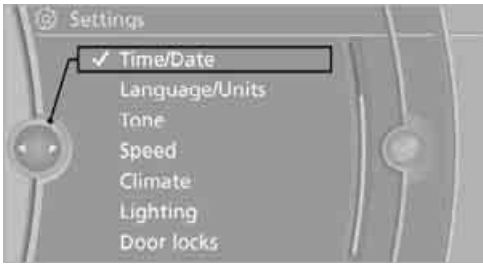 Settings
✓ Time/Date
Language/Units
Tone
Speed
Climate
Lighting
Door locks